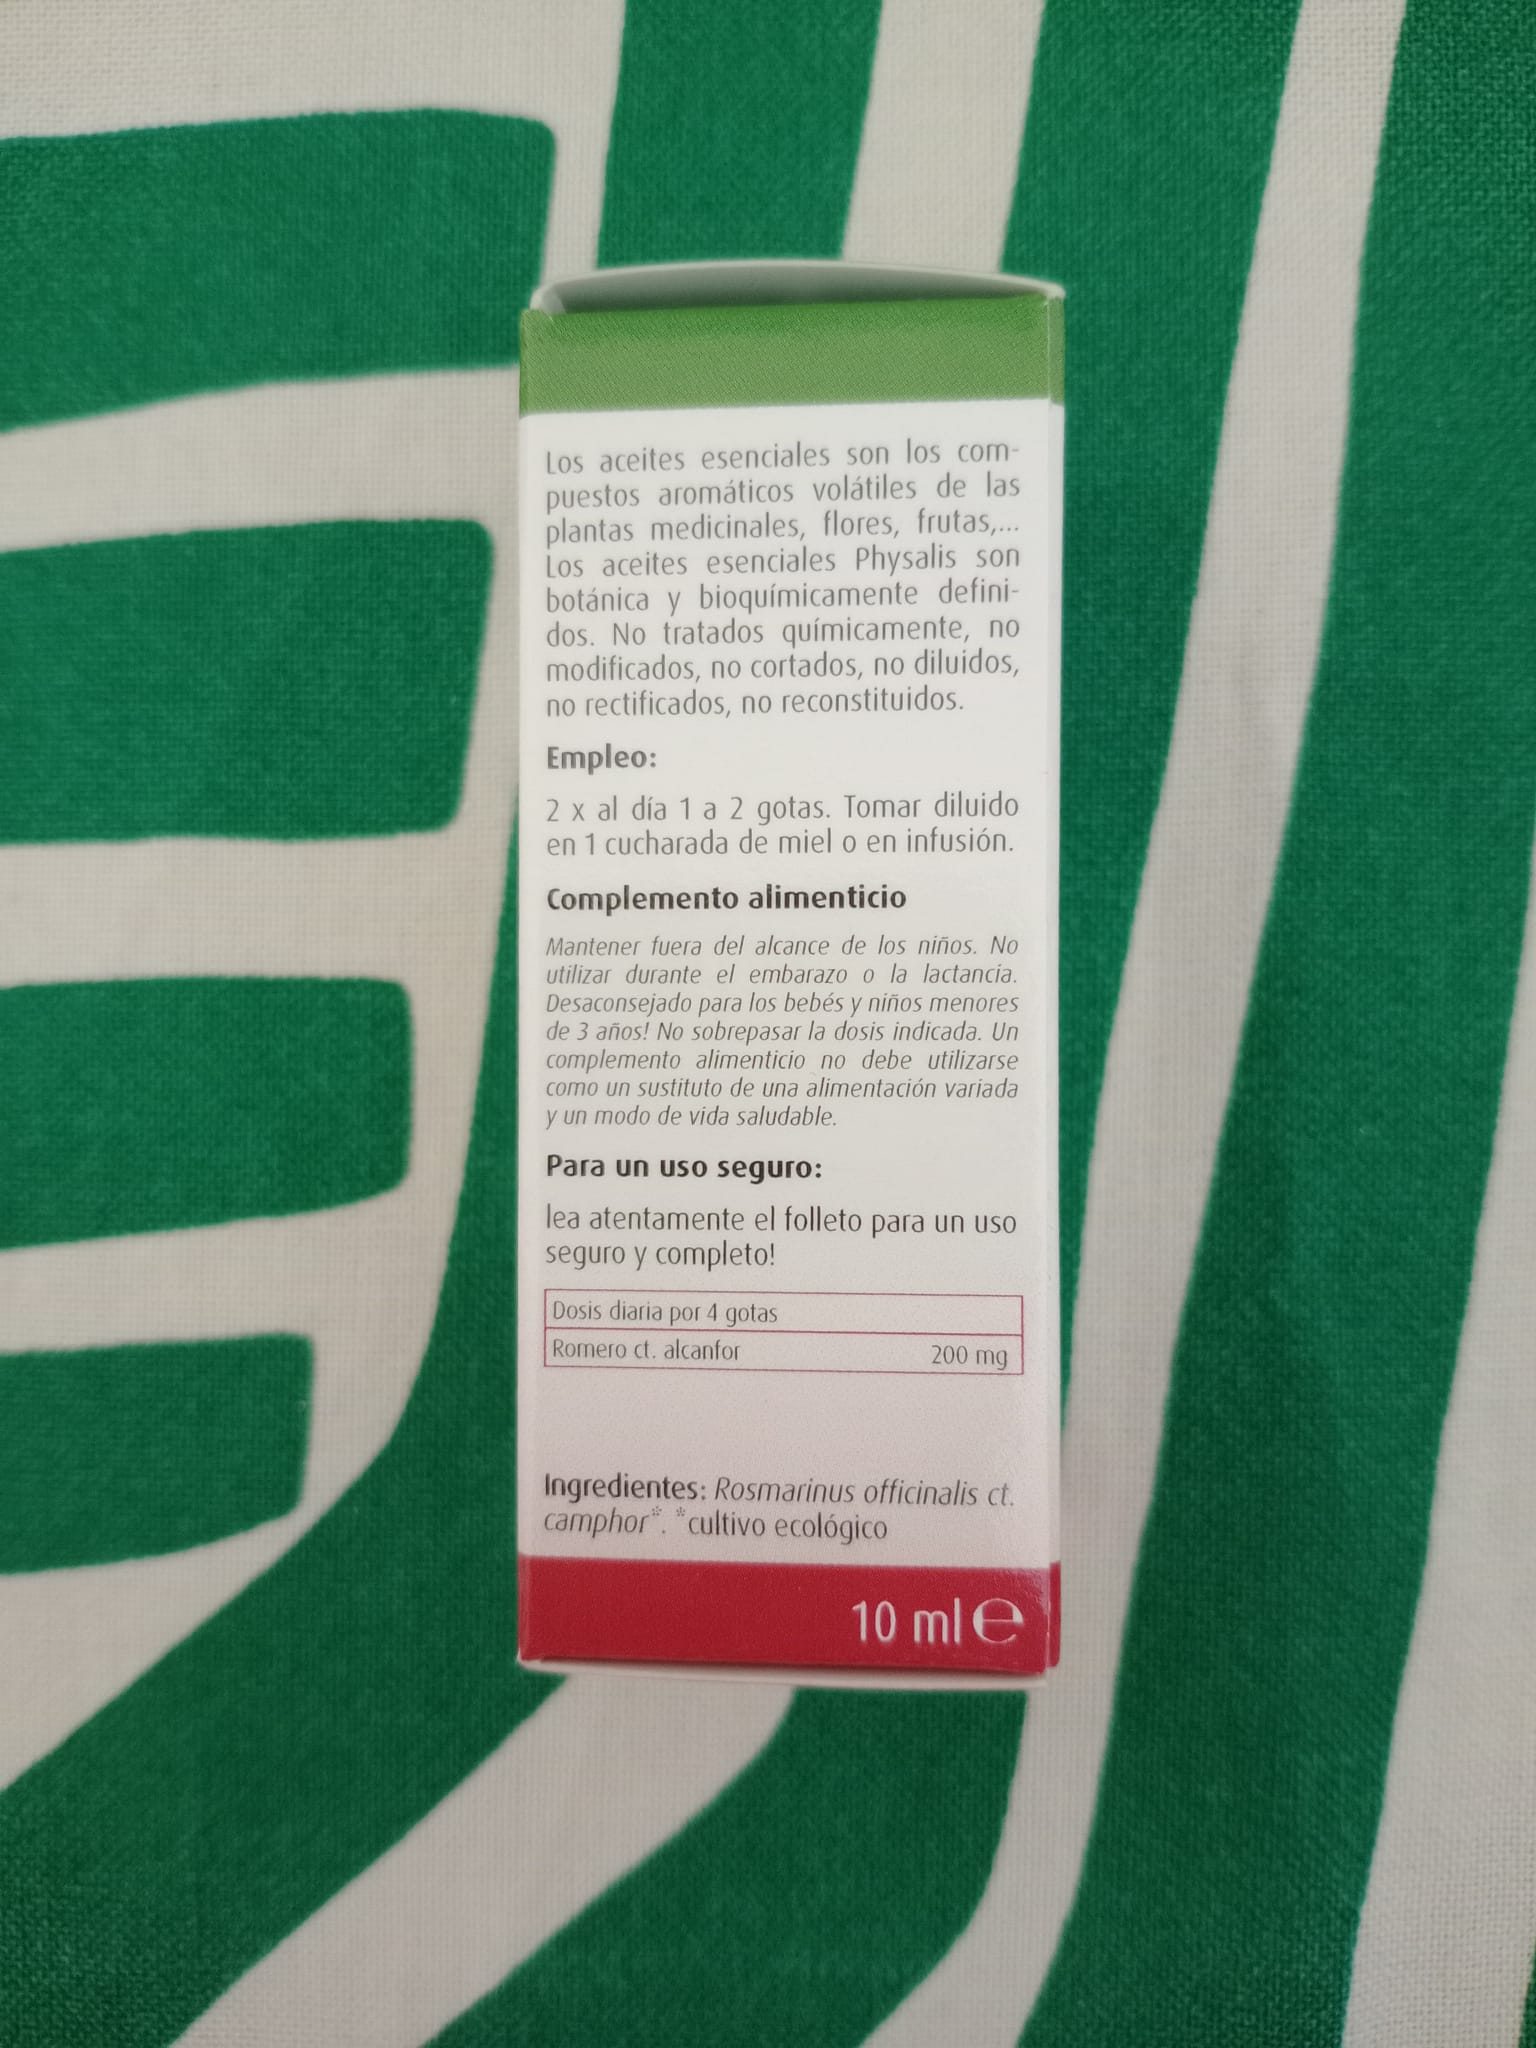 Los aceites esenciales son los com-
puestos aromáticos volátiles de las
plantas medicinales, flores, frutas,...
Los aceites esenciales Physalis son
botánica y bioquímicamente defini-
dos. No tratados químicamente, no
modificados, no cortados, no diluidos,
no rectificados, no reconstituidos.
Empleo:
2 x al día 1 a 2 gotas. Tomar diluido
en 1 cucharada de miel o en infusión.
Complemento alimenticio
Mantener fuera del alcance de los niños. No
utilizar durante el embarazo o la lactancia.
Desaconsejado para los bebés y niños menores
de 3 años! No sobrepasar la dosis indicada. Un
complemento alimenticio no debe utilizarse
como un sustituto de una alimentación variada
y un modo de vida saludable.
Para un uso seguro:
lea atentamente el folleto para un uso
seguro y completo!
Dosis diaria por 4 gotas
Romero ct. alcanfor 200 mg
Ingredientes: Rosmarinus officinalis ct.
camphor*. *cultivo ecológico
10 ml ℮